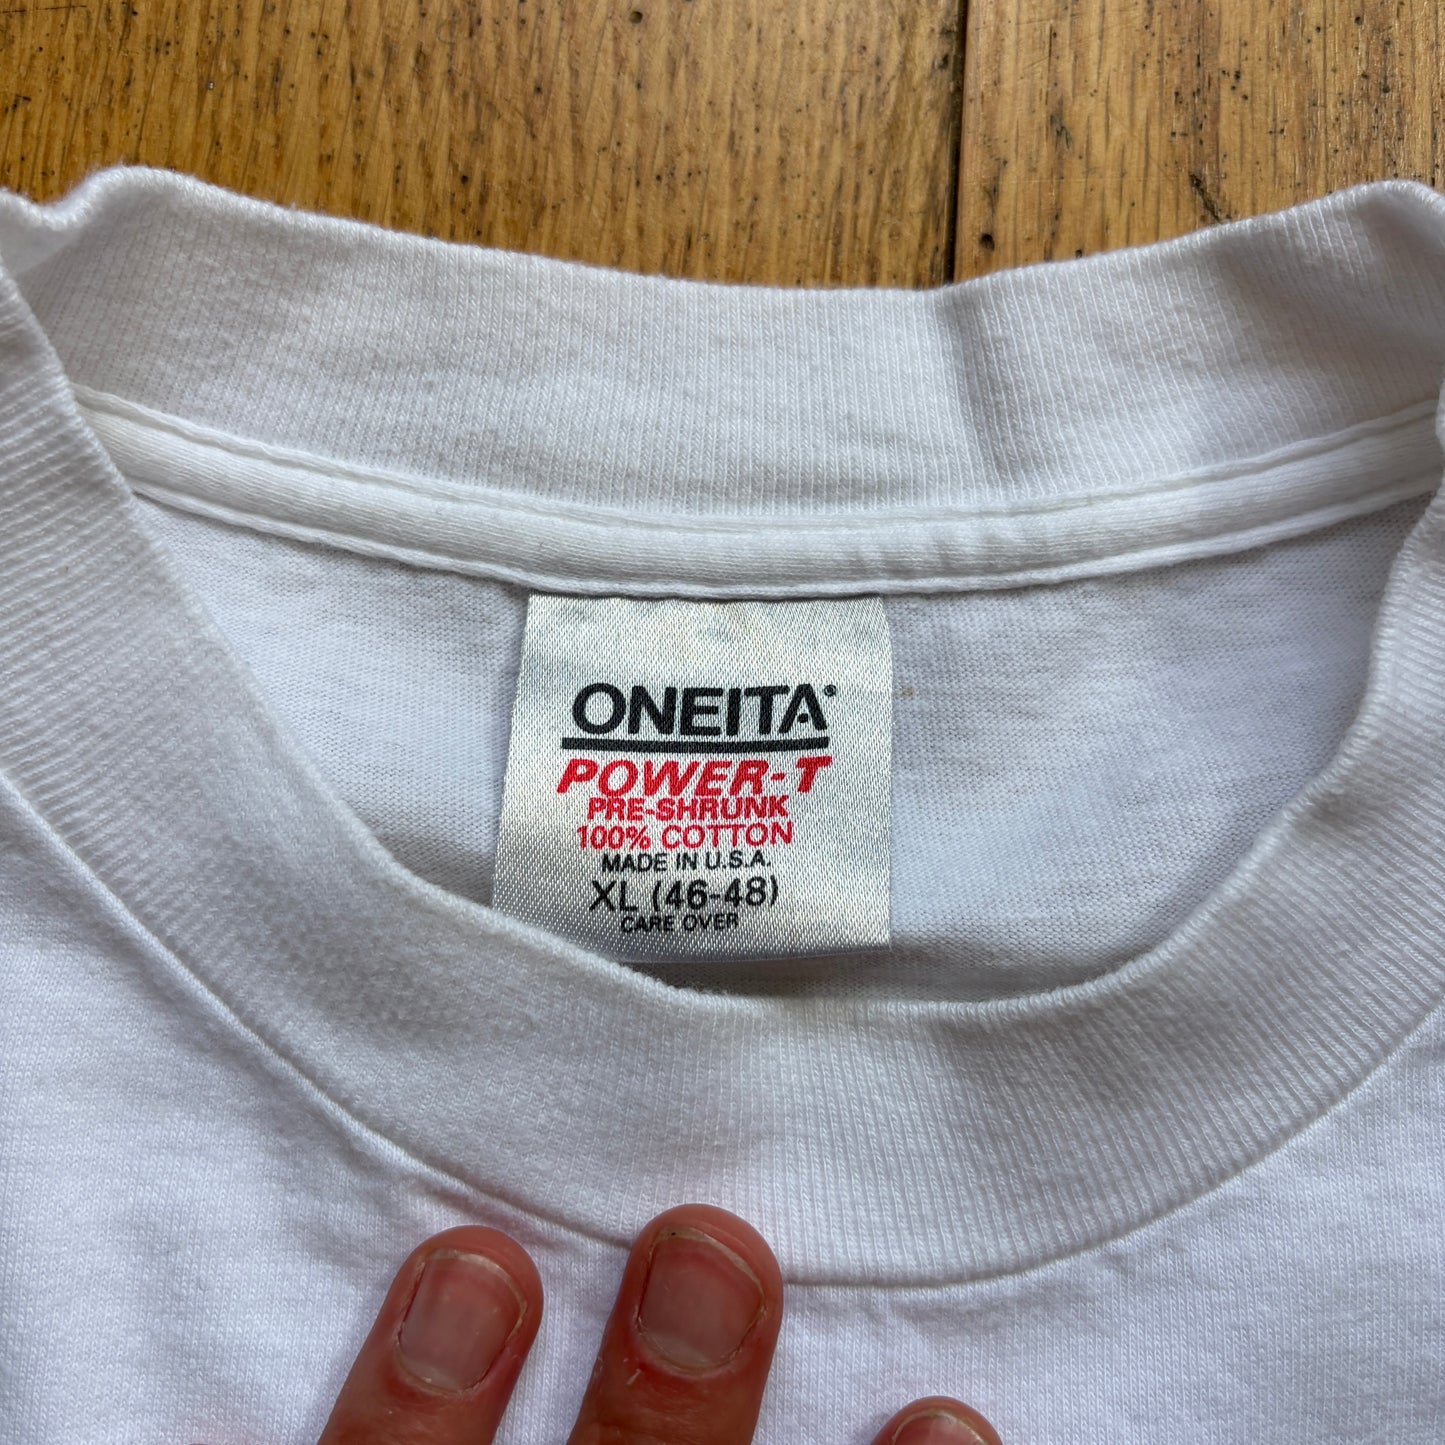 ONEITA®
POWER-T
PRE-SHRUNK
100% COTTON
MADE IN U.S.A.
XL (46-48)
CARE OVER